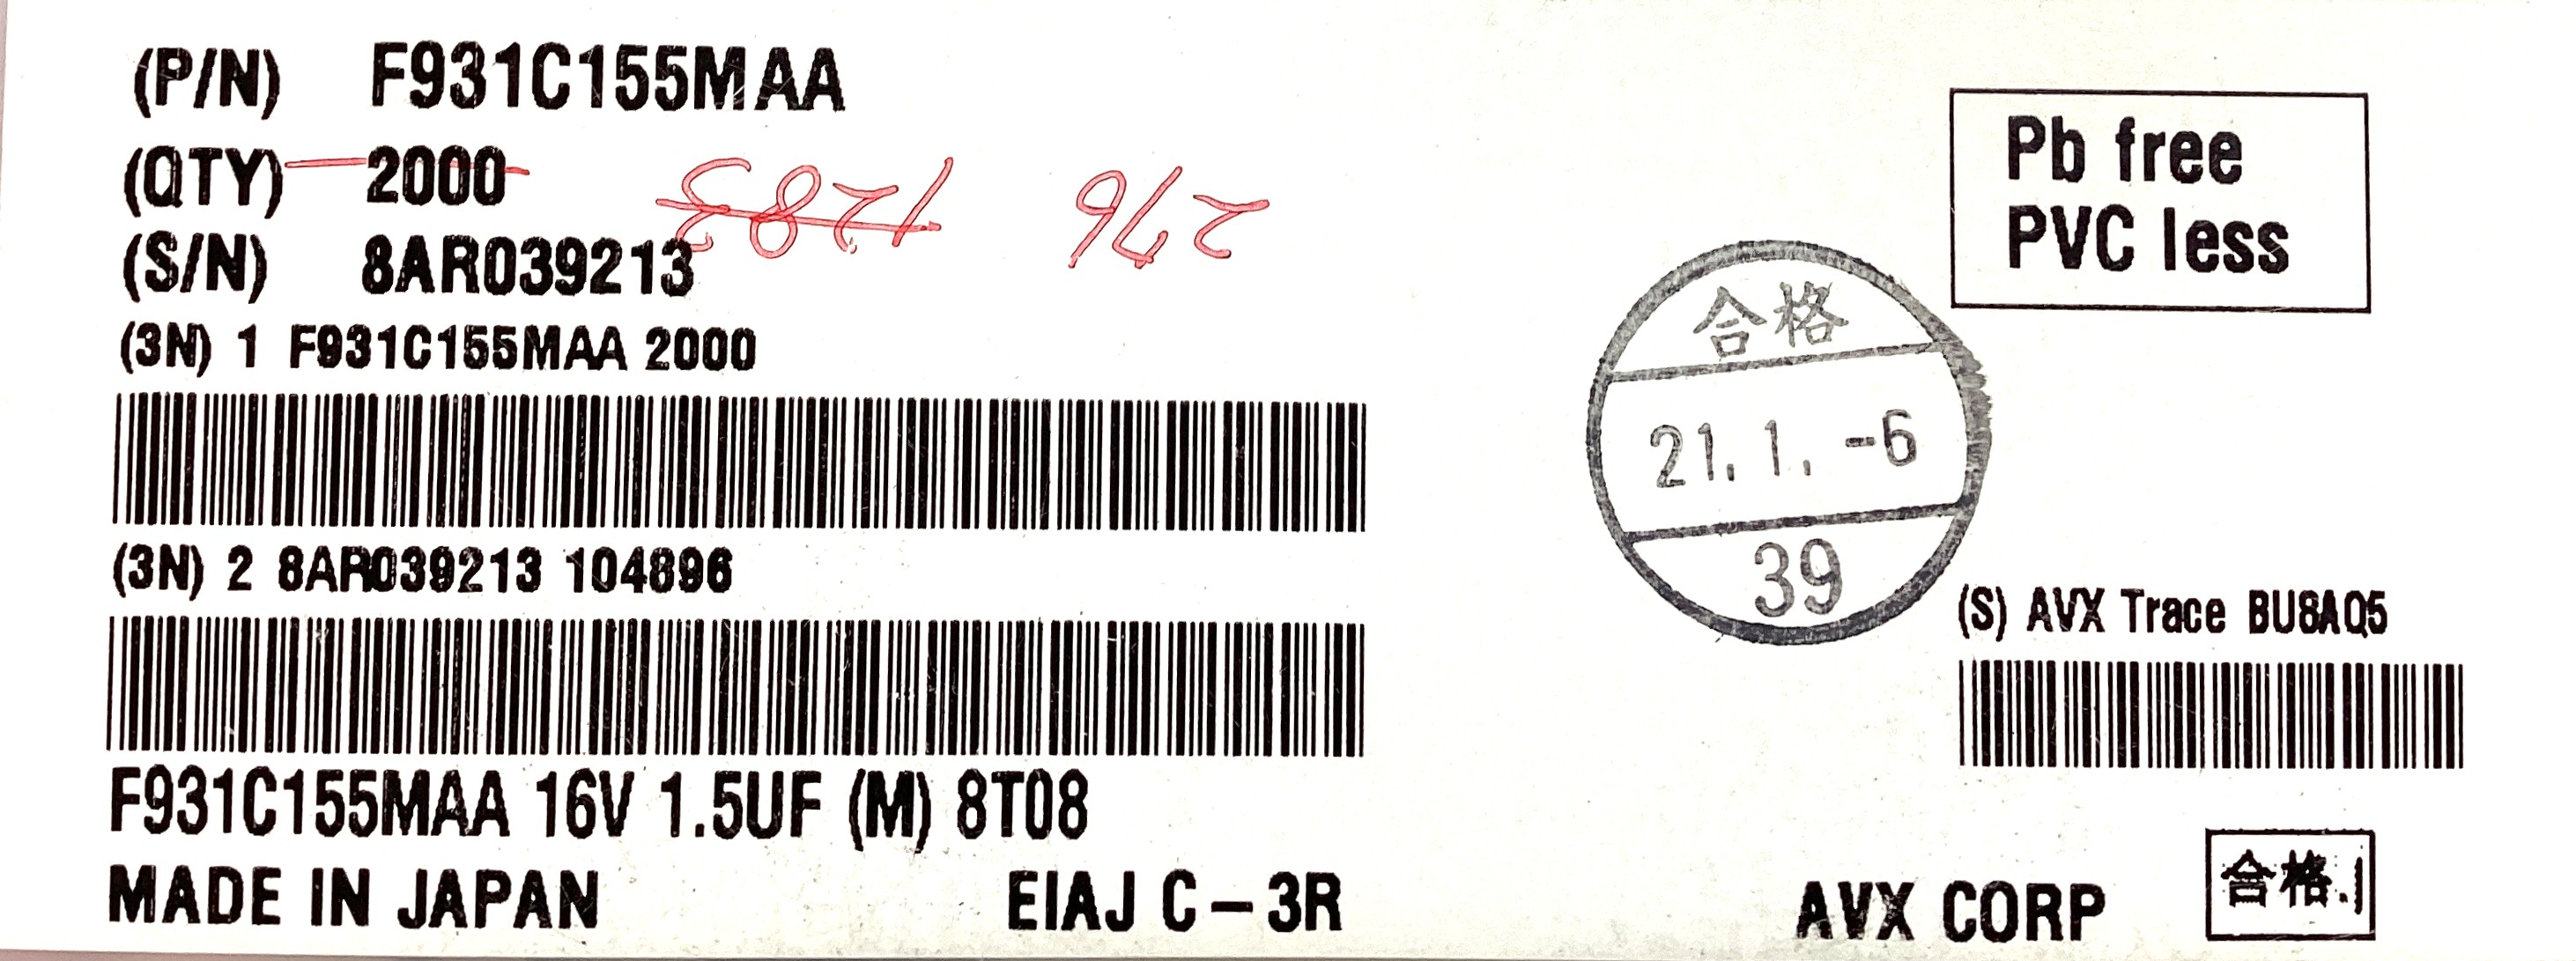 (P/N) F931C155MAA
(QTY) 2000 1283 276
(S/N) 8AR039213
(3N) 1 F931C155MAA 2000
(3N) 2 8AR039213 104896
F931C155MAA 16V 1.5UF (M) 8T08
MADE IN JAPAN EIAJ C-3R
Pb free
PVC less
合格
21. 1. -6
39
(S) AVX Trace BU8AQ5
AVX CORP
合格.1